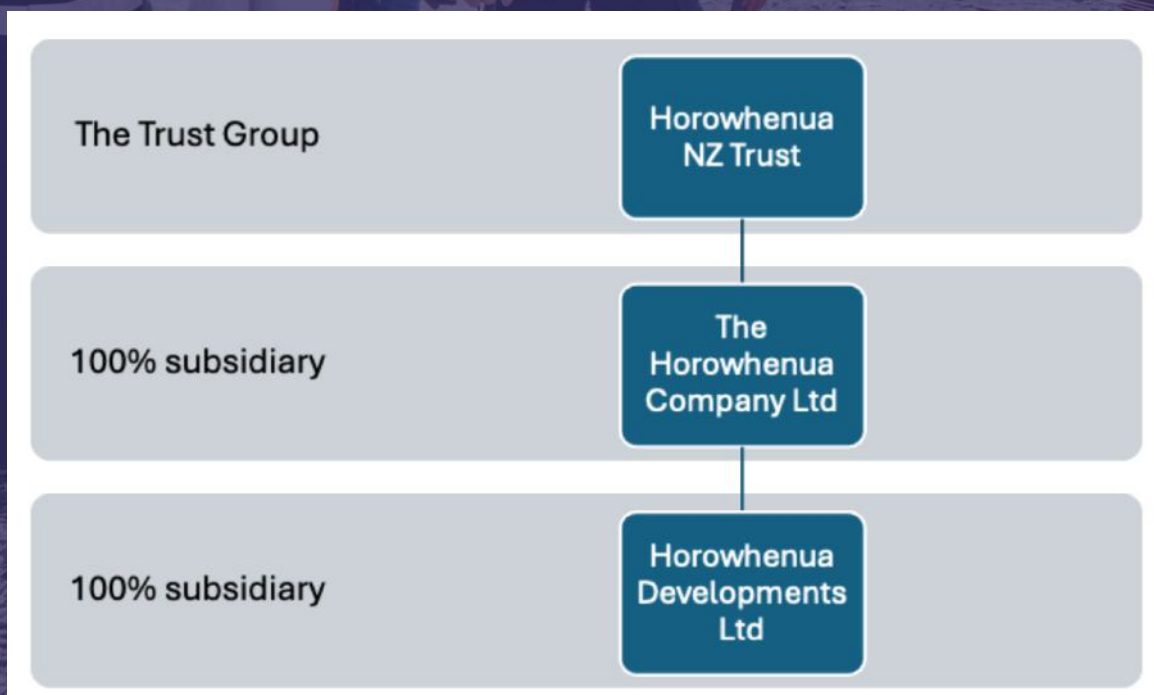 The Trust Group
Horowhenua
NZ Trust
100% subsidiary
The
Horowhenua
Company Ltd
100% subsidiary
Horowhenua
Developments
Ltd